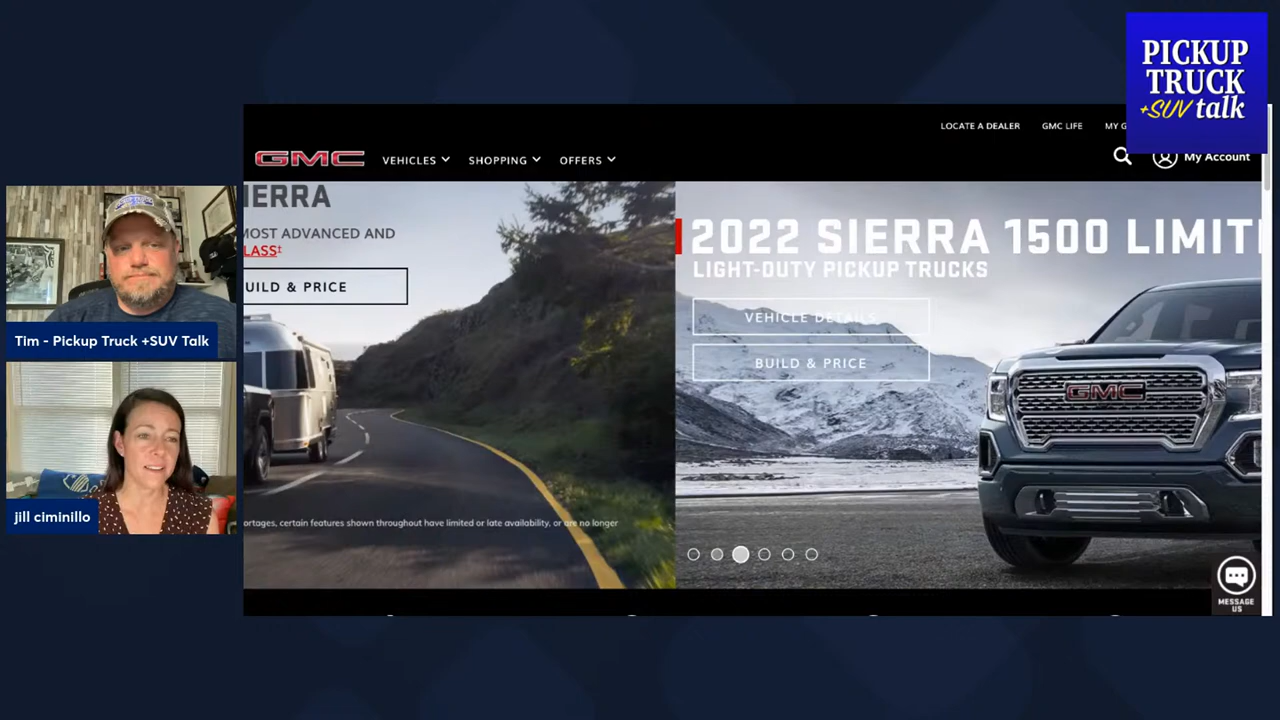 PICKUP
TRUCK
+SUV talk
LOCATE A DEALER GMC LIFE MY G
GMC VEHICLES SHOPPING OFFERS My Account
IERRA
MOST ADVANCED AND
LASS‡
UILD & PRICE
2022 SIERRA 1500 LIMIT
LIGHT-DUTY PICKUP TRUCKS
VEHICLE DETAILS
BUILD & PRICE
GMC
ortages, certain features shown throughout have limited or late availability, or are no longer
MESSAGE
US
Tim - Pickup Truck +SUV Talk
jill ciminillo